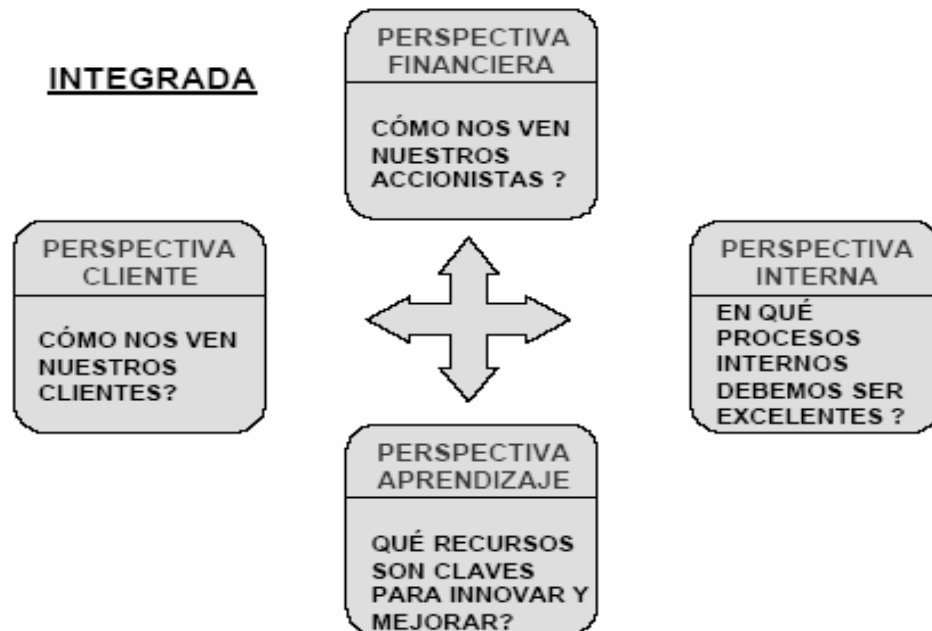 INTEGRADA
PERSPECTIVA
FINANCIERA
CÓMO NOS VEN
NUESTROS
ACCIONISTAS ?
PERSPECTIVA
CLIENTE
CÓMO NOS VEN
NUESTROS
CLIENTES?
PERSPECTIVA
INTERNA
EN QUÉ
PROCESOS
INTERNOS
DEBEMOS SER
EXCELENTES ?
PERSPECTIVA
APRENDIZAJE
QUÉ RECURSOS
SON CLAVES
PARA INNOVAR Y
MEJORAR?